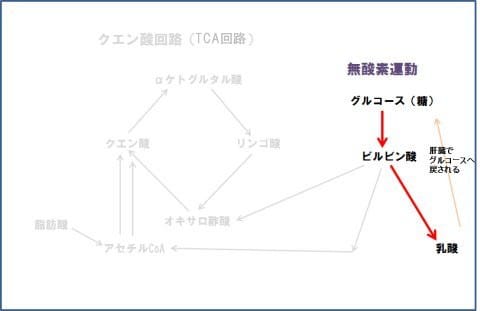 クエン酸回路（TCA回路）
無酸素運動
αケトグルタル酸
グルコース（糖）
クエン酸
リンゴ酸
ピルビン酸
肝臓で
グルコースへ
戻される
オキサロ酢酸
脂肪酸
アセチルCoA
乳酸